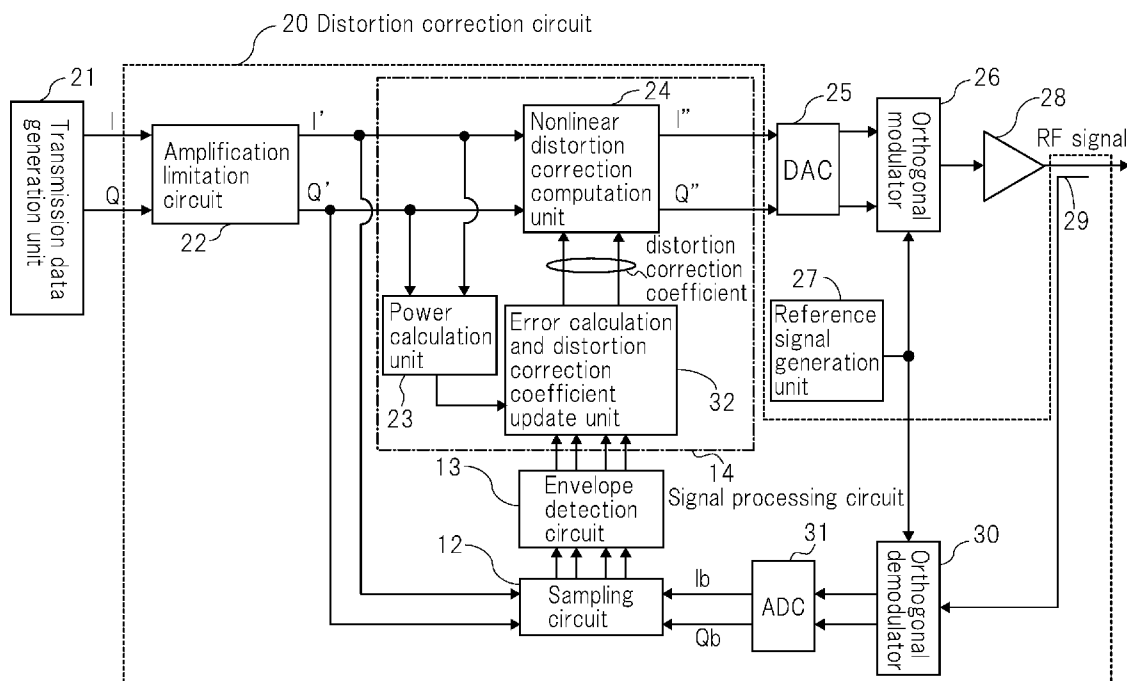 20 Distortion correction circuit
21
Transmission data
generation unit
I
Q
Amplification
limitation
circuit
22
I'
Q'
24
Nonlinear
distortion
correction
computation
unit
I"
Q"
25
DAC
26
Orthogonal
modulator
28
RF signal
29
distortion
correction
coefficient
Power
calculation
unit
23
Error calculation
and distortion
correction
coefficient
update unit
32
27
Reference
signal
generation
unit
14
Signal processing circuit
13
Envelope
detection
circuit
12
Sampling
circuit
Ib
Qb
31
ADC
30
Orthogonal
demodulator